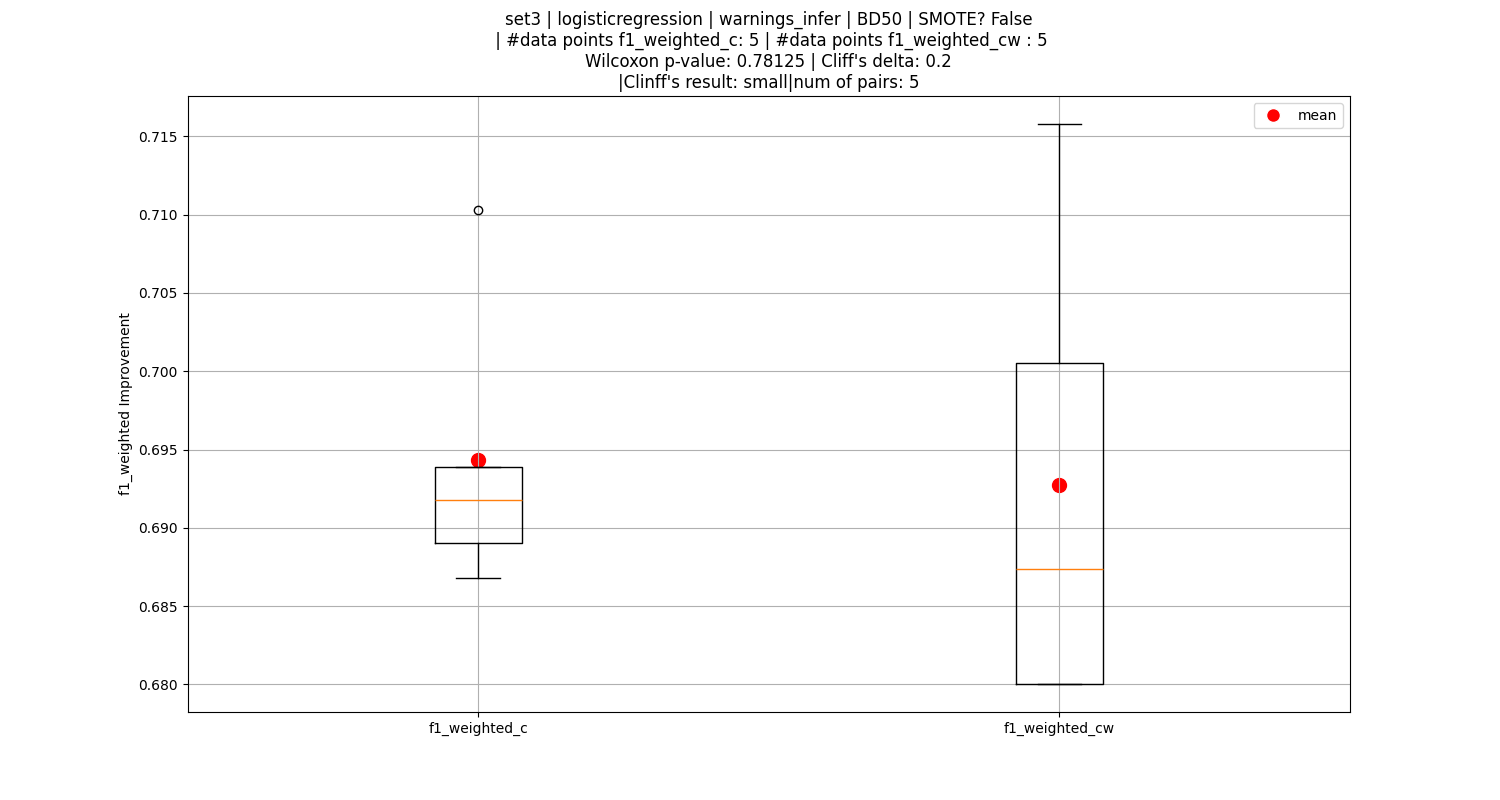 set3 | logisticregression | warnings_infer | BD50 | SMOTE? False
| #data points f1_weighted_c: 5 | #data points f1_weighted_cw : 5
Wilcoxon p-value: 0.78125 | Cliff's delta: 0.2
|Clinff's result: small|num of pairs: 5
mean
0.715
0.710
0.705
0.700
0.695
0.690
0.685
0.680
f1_weighted Improvement
f1_weighted_c
f1_weighted_cw